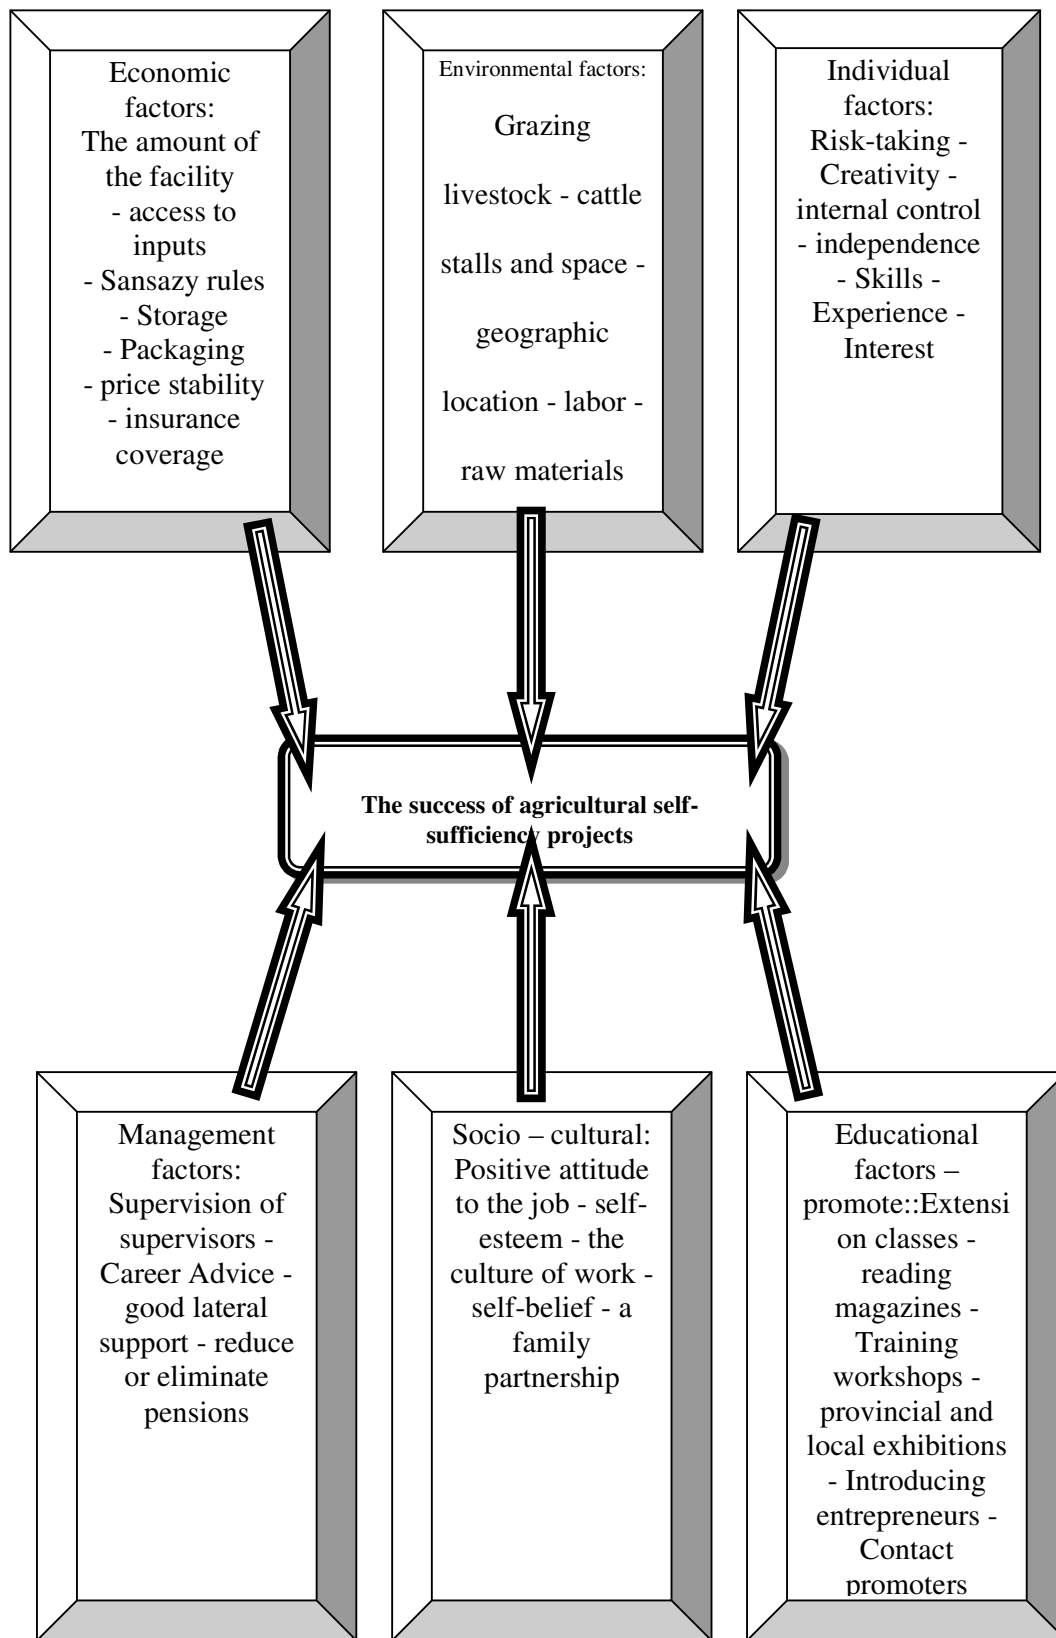 Economic
factors:
The amount of
the facility
- access to
inputs
- Sansazy rules
- Storage
- Packaging
- price stability
- insurance
coverage
Environmental factors:
Grazing
livestock - cattle
stalls and space -
geographic
location - labor -
raw materials
Individual
factors:
Risk-taking -
Creativity -
internal control
- independence
- Skills -
Experience -
Interest
The success of agricultural self-
sufficiency projects
Management
factors:
Supervision of
supervisors -
Career Advice -
good lateral
support - reduce
or eliminate
pensions
Socio – cultural:
Positive attitude
to the job - self-
esteem - the
culture of work -
self-belief - a
family
partnership
Educational
factors –
promote::Extensi
on classes -
reading
magazines -
Training
workshops -
provincial and
local exhibitions
- Introducing
entrepreneurs -
Contact
promoters